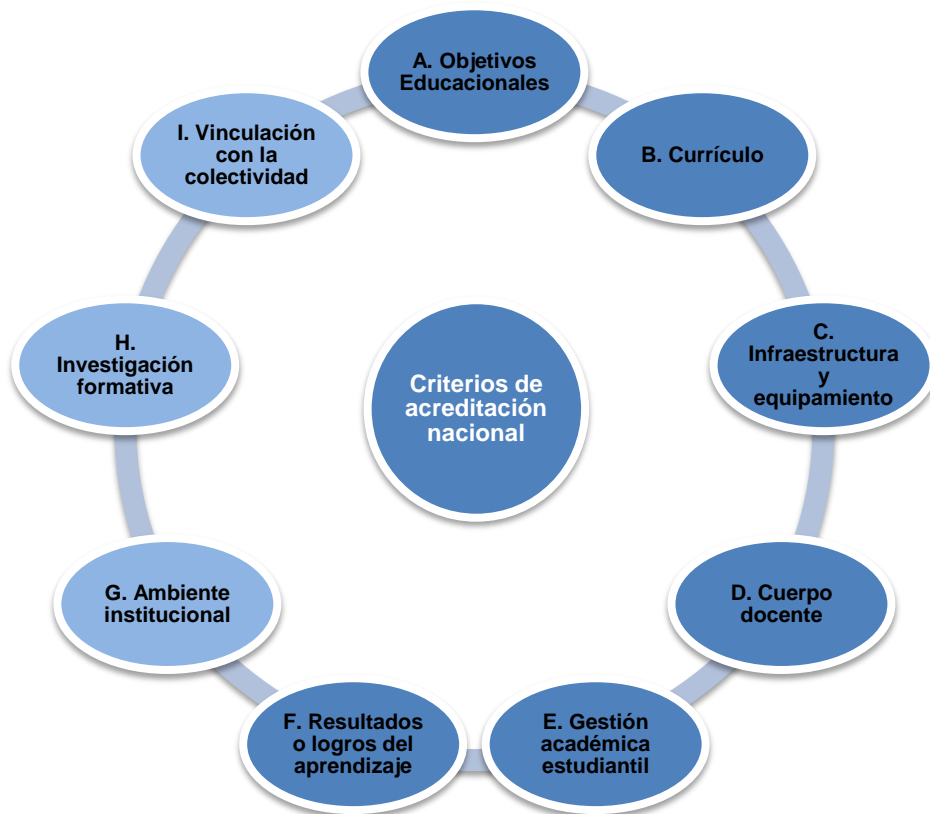 A. Objetivos
Educacionales
B. Currículo
C.
Infraestructura
y
equipamiento
D. Cuerpo
docente
E. Gestión
académica
estudiantil
F. Resultados
o logros del
aprendizaje
G. Ambiente
institucional
H.
Investigación
formativa
I. Vinculación
con la
colectividad
Criterios de
acreditación
nacional